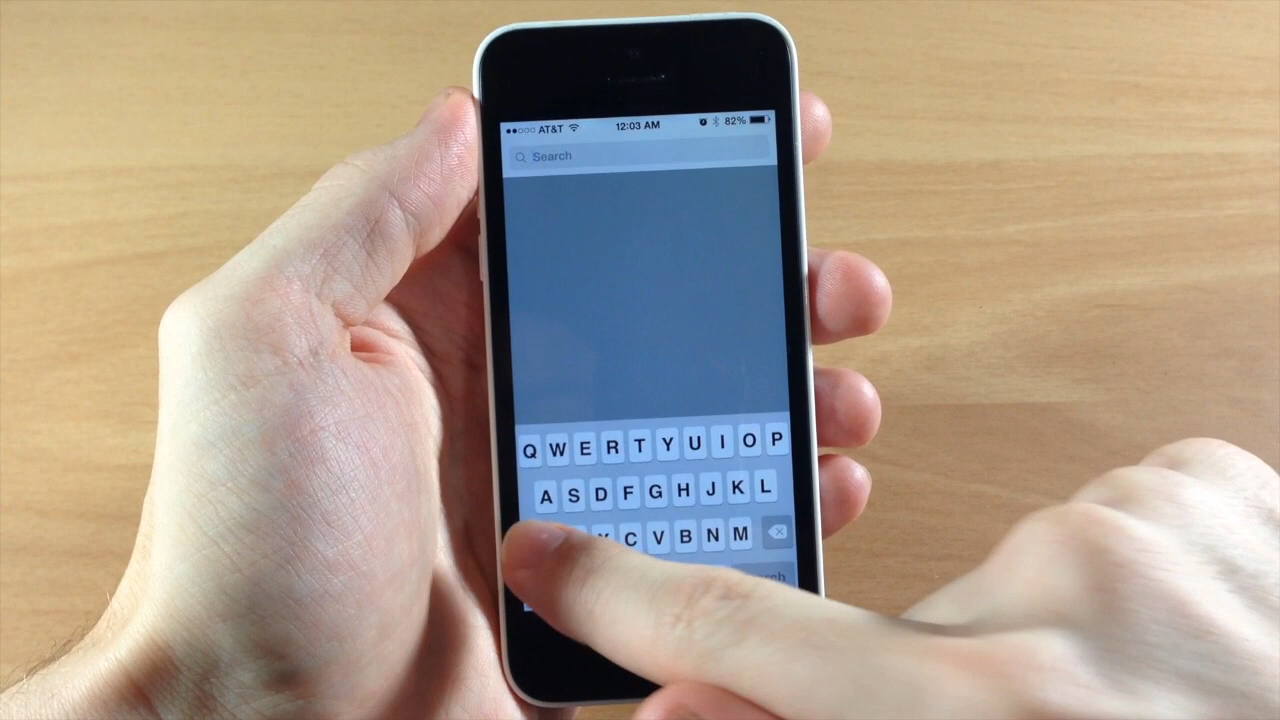 AT&T 12:03 AM 82%
Search
Q W E R T Y U I O P
A S D F G H J K L
X C V B N M